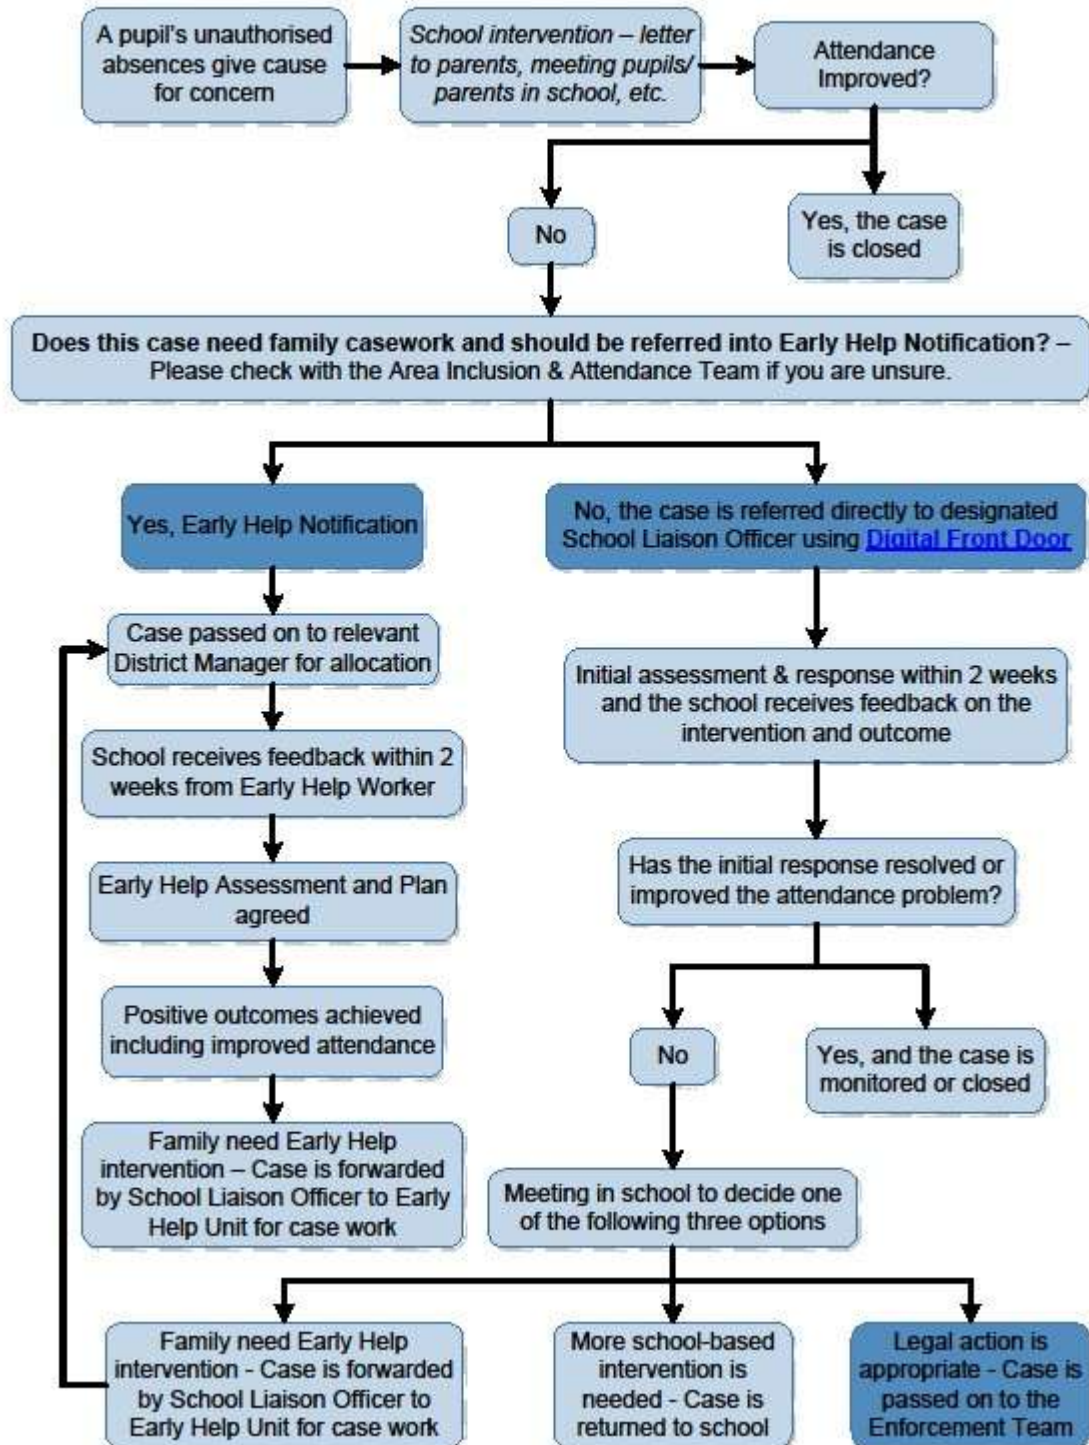 A pupil's unauthorised
absences give cause
for concern
School intervention – letter
to parents, meeting pupils/
parents in school, etc.
Attendance
Improved?
No
Yes, the case
is closed
Does this case need family casework and should be referred into Early Help Notification? –
Please check with the Area Inclusion & Attendance Team if you are unsure.
Yes, Early Help Notification
No, the case is referred directly to designated
School Liaison Officer using Digital Front Door
Case passed on to relevant
District Manager for allocation
School receives feedback within 2
weeks from Early Help Worker
Early Help Assessment and Plan
agreed
Positive outcomes achieved
including improved attendance
Family need Early Help
intervention – Case is forwarded
by School Liaison Officer to Early
Help Unit for case work
Initial assessment & response within 2 weeks
and the school receives feedback on the
intervention and outcome
Has the initial response resolved or
improved the attendance problem?
No
Yes, and the case is
monitored or closed
Meeting in school to decide one
of the following three options
Family need Early Help
intervention - Case is forwarded
by School Liaison Officer to
Early Help Unit for case work
More school-based
intervention is
needed - Case is
returned to school
Legal action is
appropriate - Case is
passed on to the
Enforcement Team